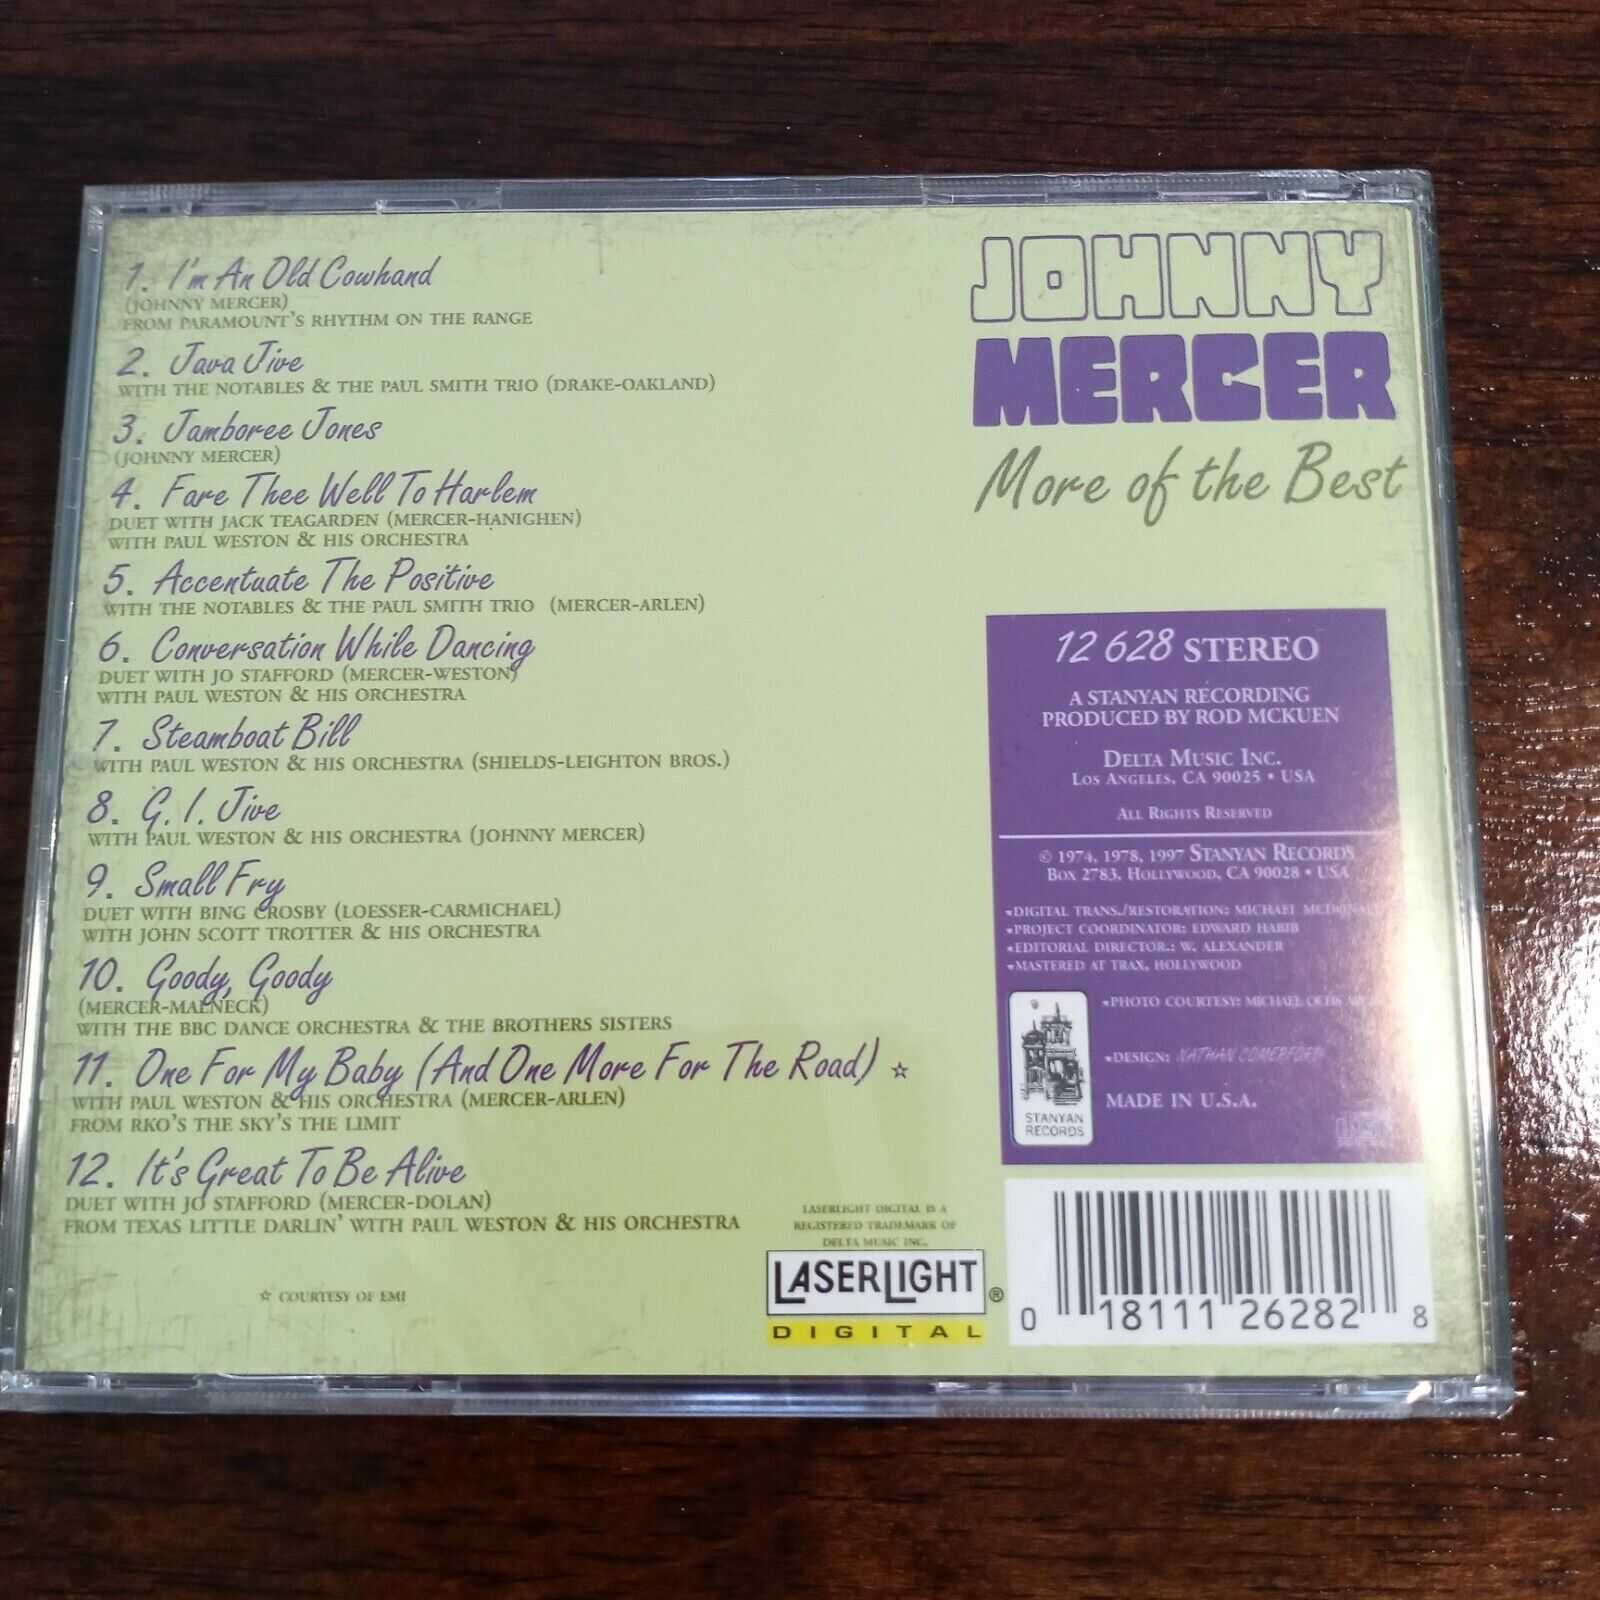 1. I'm An Old Cowhand
(JOHNNY MERCER)
FROM PARAMOUNT'S RHYTHM ON THE RANGE
2. Java Jive
WITH THE NOTABLES & THE PAUL SMITH TRIO (DRAKE-OAKLAND)
3. Jamboree Jones
(JOHNNY MERCER)
4. Fare Thee Well To Harlem
DUET WITH JACK TEAGARDEN (MERCER-HANIGHEN)
WITH PAUL WESTON & HIS ORCHESTRA
5. Accentuate The Positive
WITH THE NOTABLES & THE PAUL SMITH TRIO (MERCER-ARLEN)
6. Conversation While Dancing
DUET WITH JO STAFFORD (MERCER-WESTON)
WITH PAUL WESTON & HIS ORCHESTRA
7. Steamboat Bill
WITH PAUL WESTON & HIS ORCHESTRA (SHIELDS-LEIGHTON BROS.)
8. G. I. Jive
WITH PAUL WESTON & HIS ORCHESTRA (JOHNNY MERCER)
9. Small Fry
DUET WITH BING CROSBY (LOESSER-CARMICHAEL)
WITH JOHN SCOTT TROTTER & HIS ORCHESTRA
10. Goody, Goody
(MERCER-MALNECK)
WITH THE BBC DANCE ORCHESTRA & THE BROTHERS SISTERS
11. One For My Baby (And One More For The Road) ☆
WITH PAUL WESTON & HIS ORCHESTRA (MERCER-ARLEN)
FROM RKO'S THE SKY'S THE LIMIT
12. It's Great To Be Alive
DUET WITH JO STAFFORD (MERCER-DOLAN)
FROM TEXAS LITTLE DARLIN' WITH PAUL WESTON & HIS ORCHESTRA
☆ COURTESY OF EMI
JOHNNY
MERCER
More of the Best
12 628 STEREO
A STANYAN RECORDING
PRODUCED BY ROD MCKUEN
DELTA MUSIC INC.
LOS ANGELES, CA 90025 • USA
ALL RIGHTS RESERVED
© 1974, 1978, 1997 STANYAN RECORDS
BOX 2783, HOLLYWOOD, CA 90028 • USA
★DIGITAL TRANS./RESTORATION: MICHAEL
★PROJECT COORDINATOR: EDWARD HABIB
★EDITORIAL DIRECTOR.: W. ALEXANDER
★MASTERED AT TRAX, HOLLYWOOD
★PHOTO COURTESY: MICHAEL OCHS
★DESIGN: NATHAN COMERFORD
MADE IN U.S.A.
STANYAN
RECORDS
LASERLIGHT DIGITAL IS A
REGISTERED TRADEMARK OF
DELTA MUSIC INC.
LASERLIGHT®
DIGITAL
0 18111 26282 8